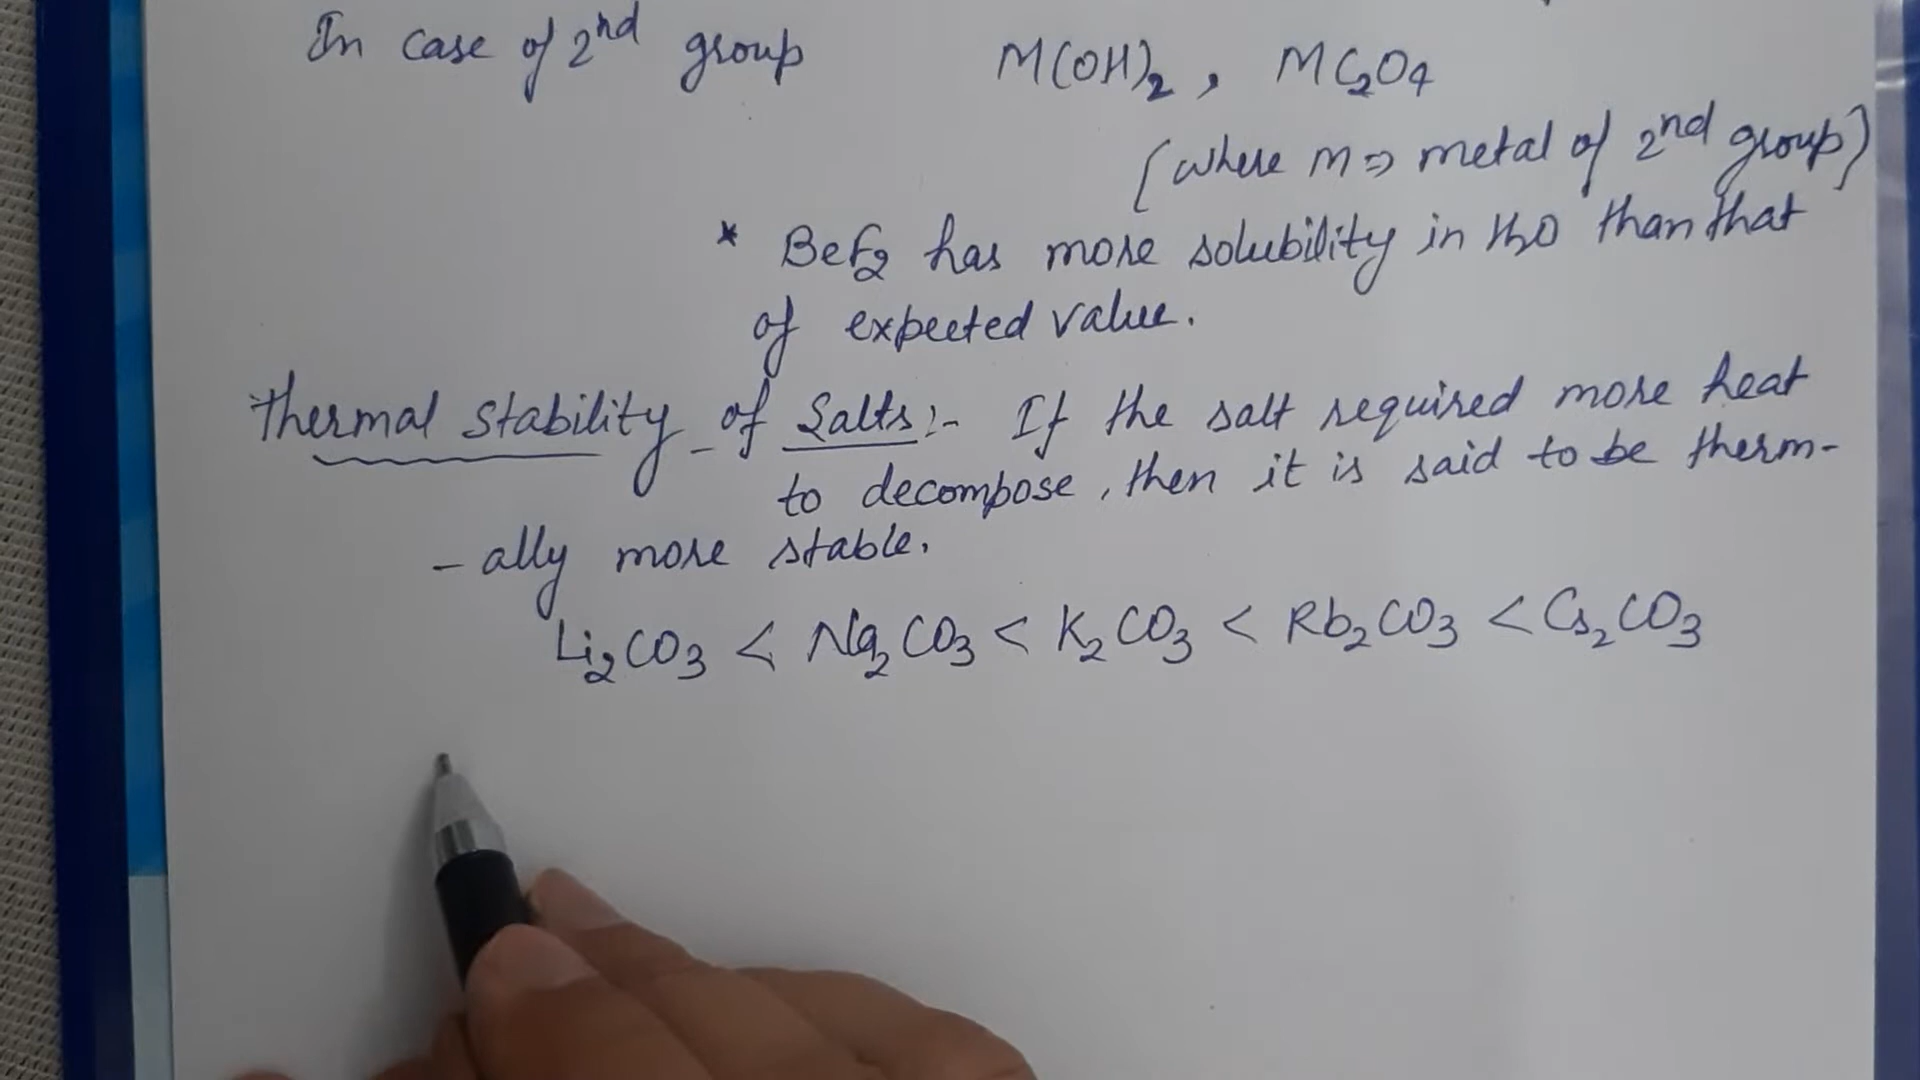 In case of 2nd group M(OH)2, MC2O4
(where M⇒ metal of 2nd group)
* BeF2 has more solubility in H2O than that
of expected value.
Thermal Stability of Salts:- If the salt required more heat
to decompose, then it is said to be therm-
-ally more stable.
Li2CO3 < Na2CO3 < K2CO3 < Rb2CO3 < Cs2CO3